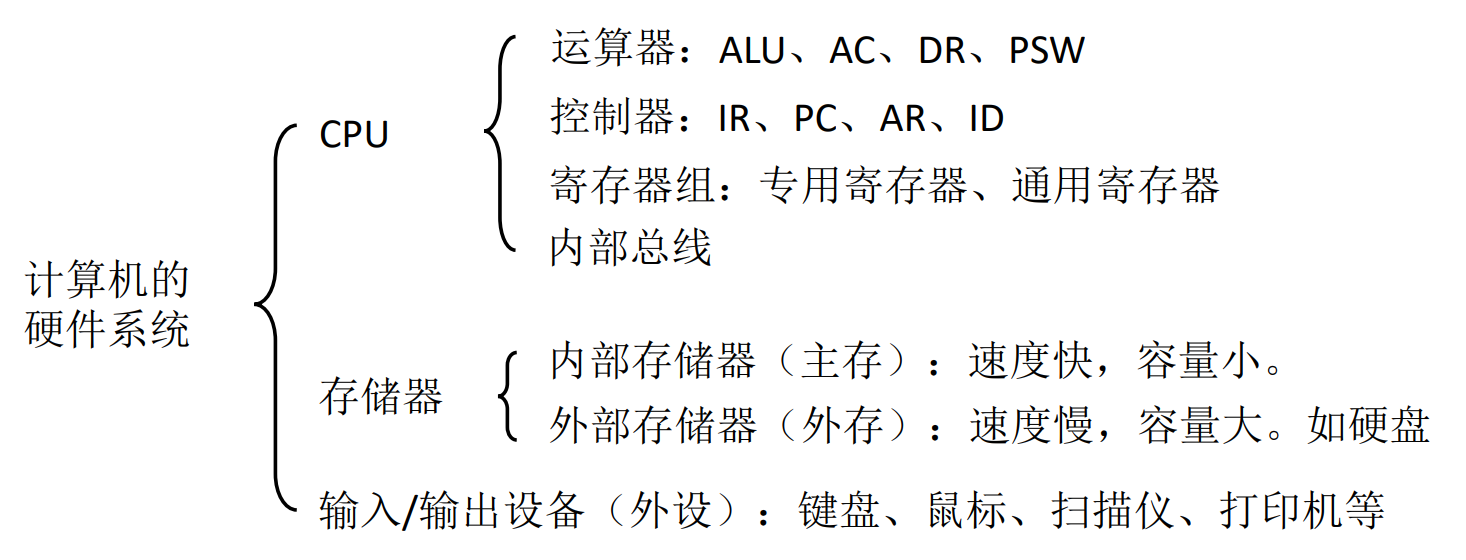 计算机的
硬件系统
CPU
运算器：ALU、AC、DR、PSW
控制器：IR、PC、AR、ID
寄存器组：专用寄存器、通用寄存器
内部总线
存储器
内部存储器（主存）：速度快，容量小。
外部存储器（外存）：速度慢，容量大。如硬盘
输入/输出设备（外设）：键盘、鼠标、扫描仪、打印机等